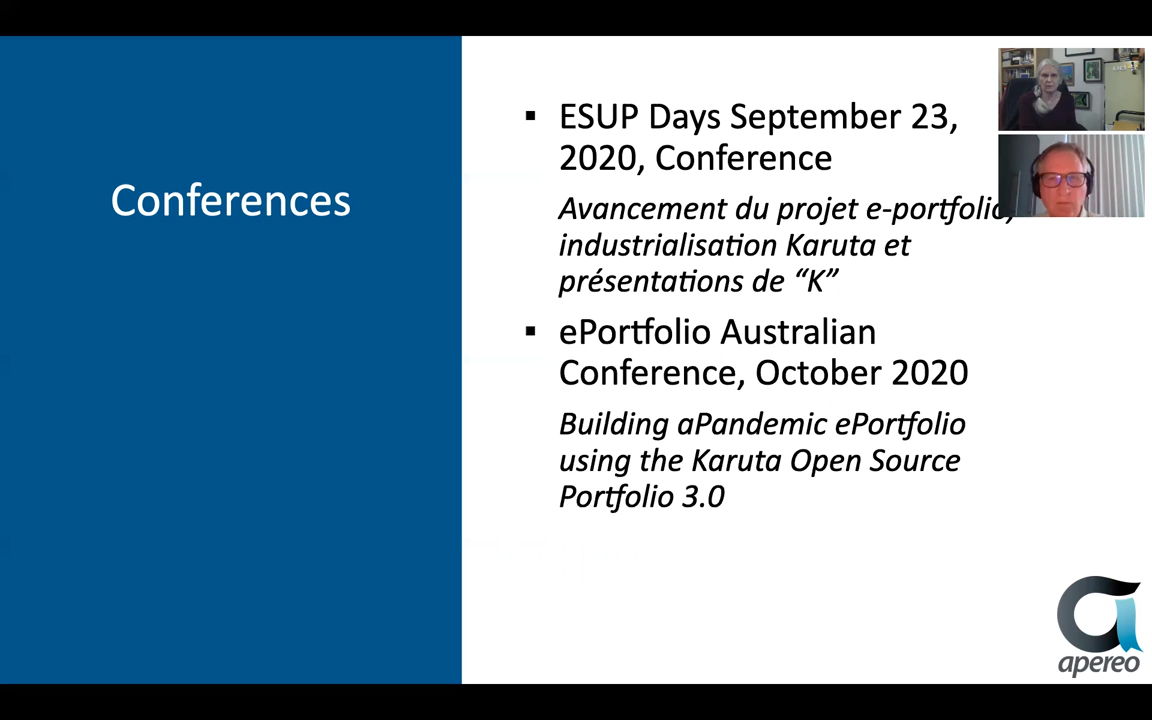 Conferences
▪ ESUP Days September 23,
2020, Conference
Avancement du projet e-portfolio,
industrialisation Karuta et
présentations de “K”
▪ ePortfolio Australian
Conference, October 2020
Building aPandemic ePortfolio
using the Karuta Open Source
Portfolio 3.0
apereo